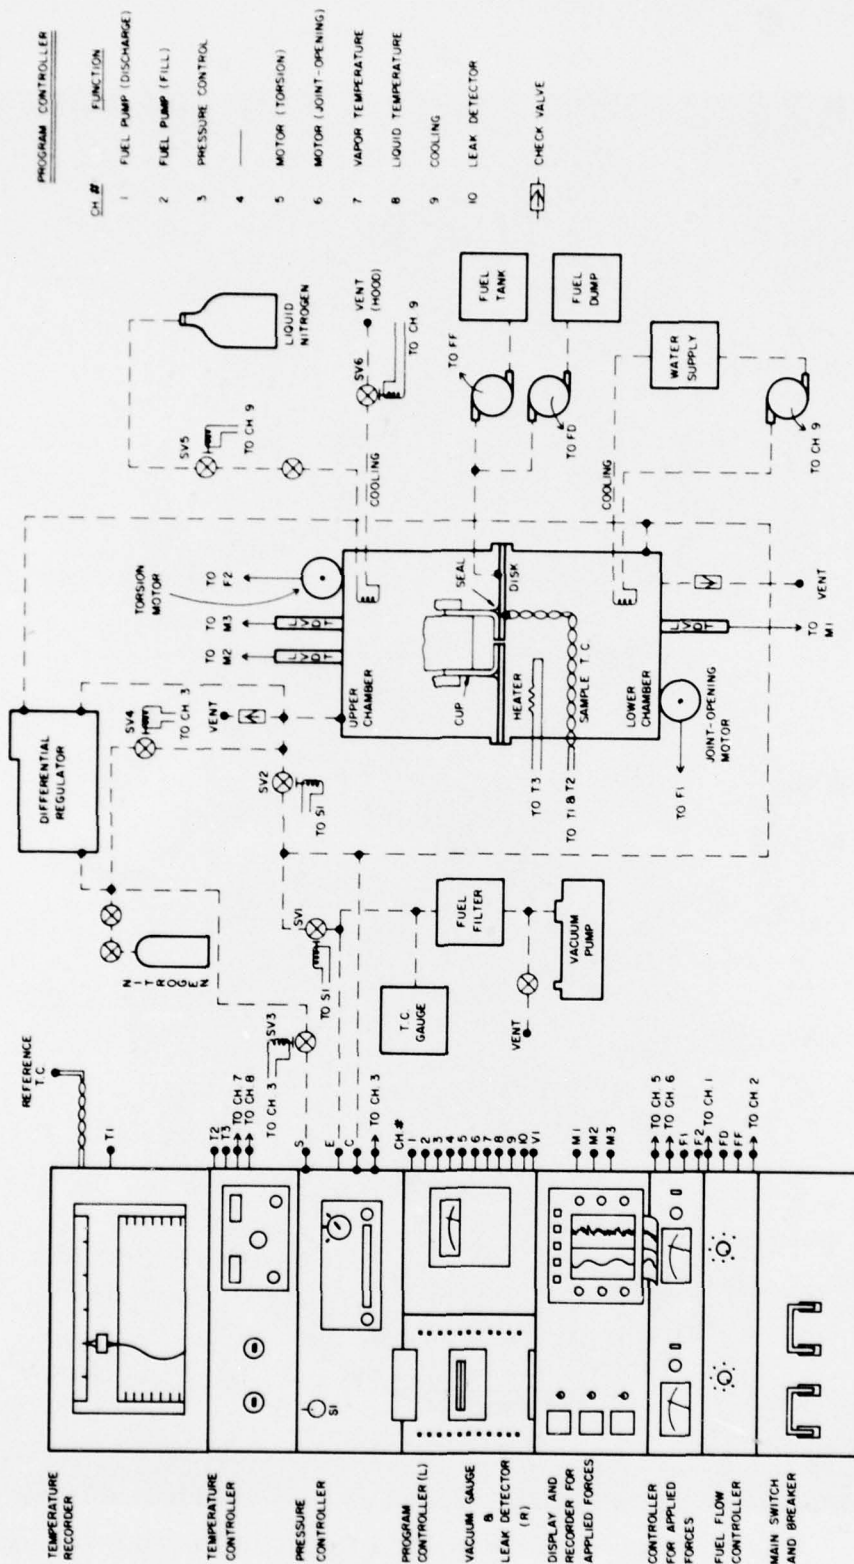 PROGRAM CONTROLLER
CH # FUNCTION
1 FUEL PUMP (DISCHARGE)
2 FUEL PUMP (FILL)
3 PRESSURE CONTROL
4
5 MOTOR (TORSION)
6 MOTOR (JOINT-OPENING)
7 VAPOR TEMPERATURE
8 LIQUID TEMPERATURE
9 COOLING
10 LEAK DETECTOR
CHECK VALVE
LIQUID
NITROGEN
VENT
(HOOD)
SV6
TO CH 9
SV5
TO CH. 9
COOLING
FUEL
TANK
FUEL
DUMP
TO FF
TO FD
WATER
SUPPLY
TO CH 9
COOLING
TORSION
MOTOR
TO
F2
TO
M3
TO
M2
L
V
D
T
L
V
D
T
UPPER
CHAMBER
SEAL
DISK
CUP
HEATER
SAMPLE T.C.
LOWER
CHAMBER
TO T3
TO T1 & T2
L
V
D
T
VENT
TO
M1
JOINT-OPENING
MOTOR
TO F1
DIFFERENTIAL
REGULATOR
SV4
TO CH. 3
VENT
SV2
TO S1
NITROGEN
SV1
TO S1
SV3
TO CH. 3
FUEL
FILTER
T.C.
GAUGE
VACUUM
PUMP
VENT
REFERENCE
T.C.
T1
T2
T3
TO CH 7
TO CH 8
S
E
C
TO CH. 3
CH.#
1
2
3
4
5
6
7
8
9
10
V1
M1
M2
M3
TO CH 5
TO CH. 6
F1
F2
TO CH 1
FD
FF
TO CH 2
S1
TEMPERATURE
RECORDER
TEMPERATURE
CONTROLLER
PRESSURE
CONTROLLER
PROGRAM
CONTROLLER (L)
VACUUM GAUGE
&
LEAK DETECTOR
(R)
DISPLAY AND
RECORDER FOR
APPLIED FORCES
CONTROLLER
FOR APPLIED
FORCES
FUEL FLOW
CONTROLLER
MAIN SWITCH
AND BREAKER